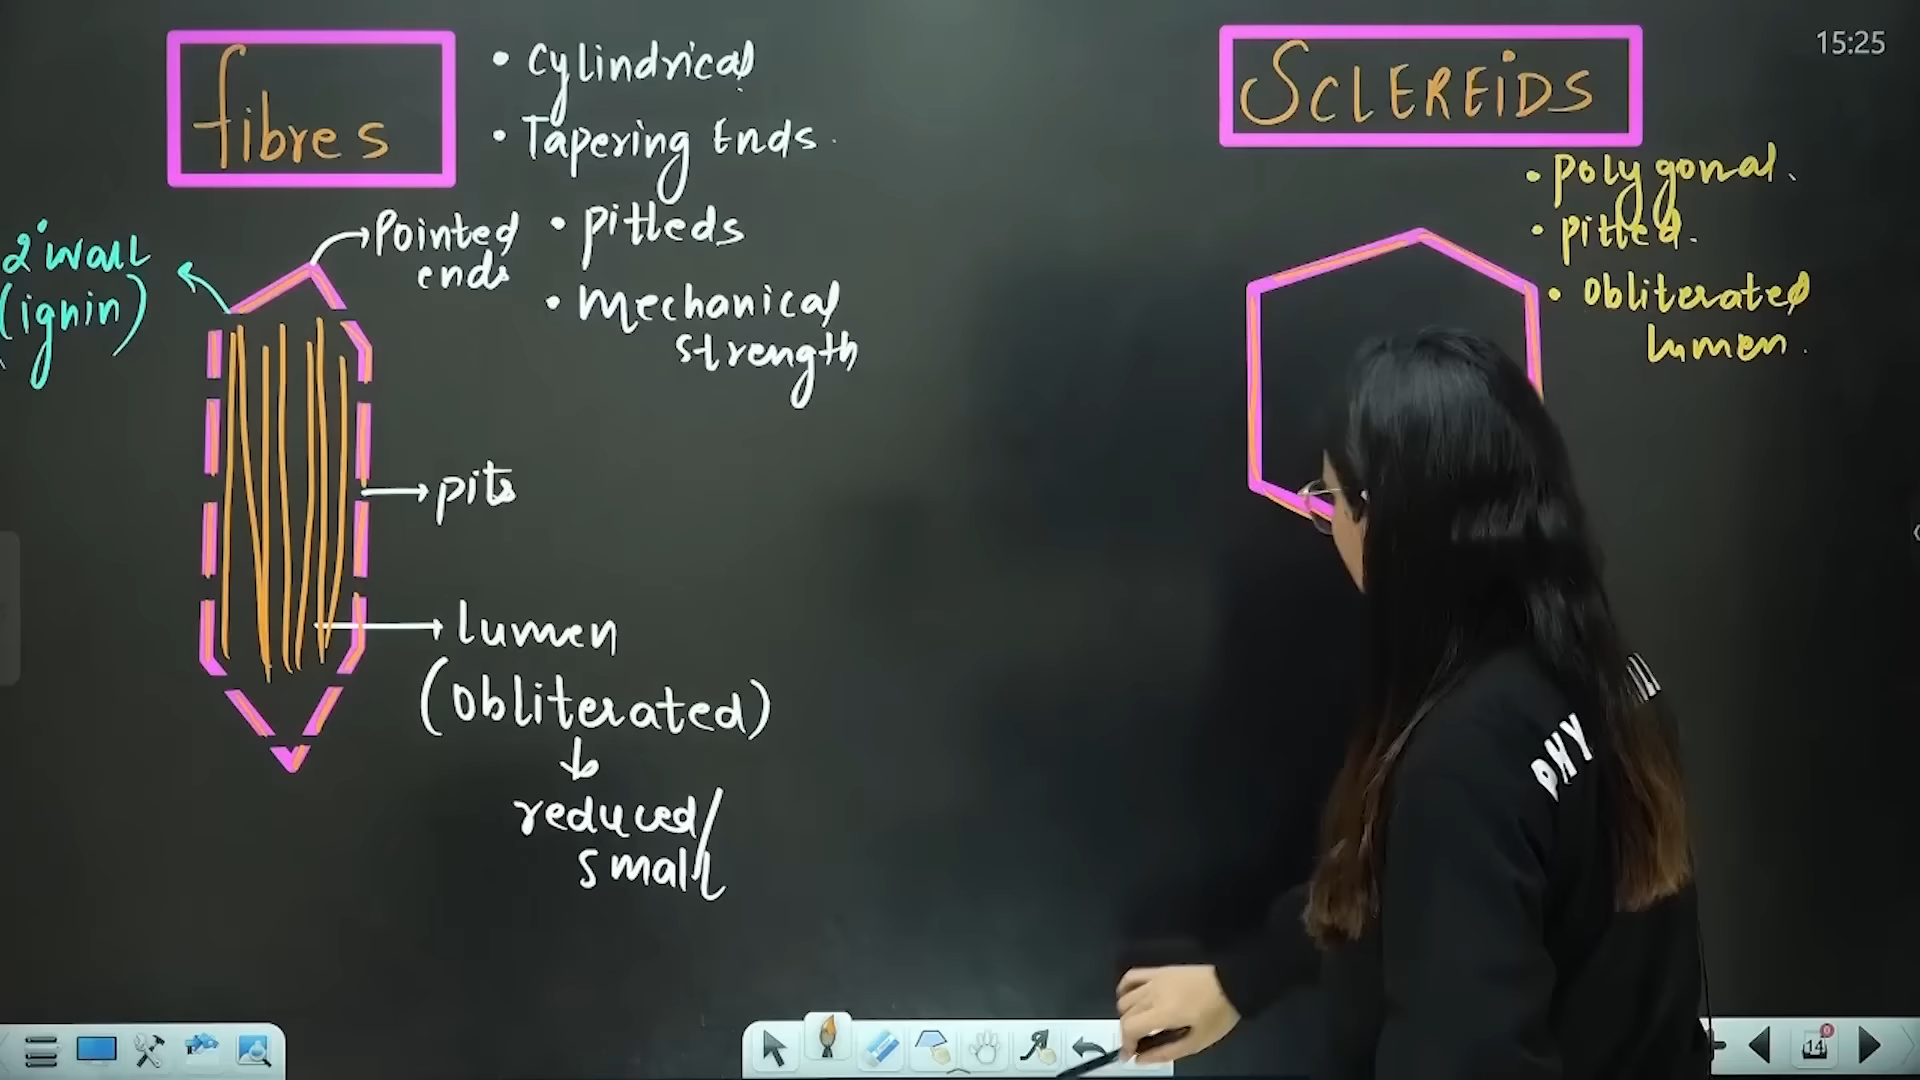 fibres
• Cylindrical
• Tapering Ends.
• pitteds
• Mechanical
strength
Pointed
ends
2° wall
(lignin)
pits
lumen
(obliterated)
reduced/
small
SCLEREIDS
15:25
• polygonal.
• pitted.
• Obliterated
lumen.
14
0